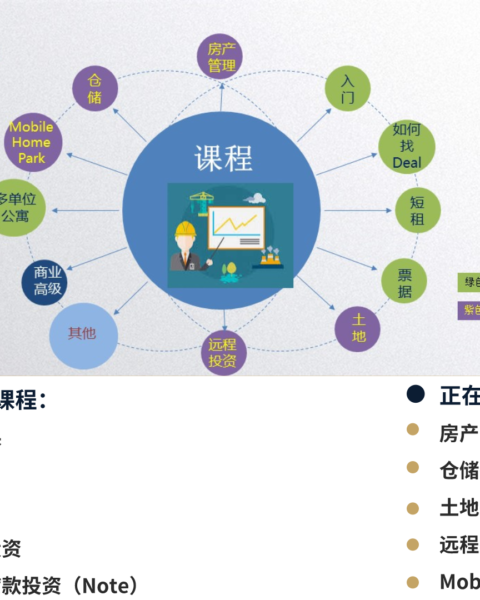 房产
管理
仓
储
入
门
Mobile
Home
Park
如何
找
Deal
课程
多单位
公寓
短
租
商业
高级
票
据
绿色
其他
土
地
紫色
远程
投资
课程：
正在
房产
仓储
土地
资
远程
款投资（Note）
Mob